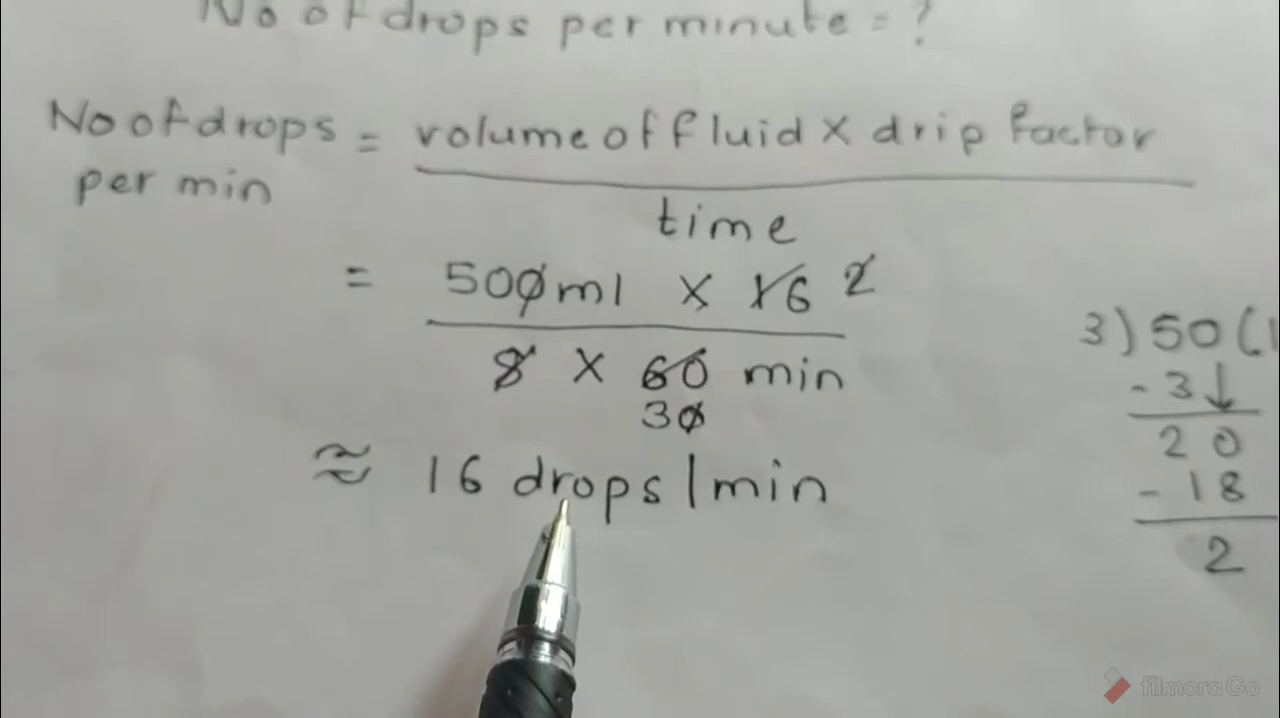 No of drops per minute = ?
No of drops = volume of fluid X drip factor
per min
time
= 500ml X 16 2
8 X 60 min
30
≈ 16 drops/min
3) 50 (1
- 3↓
20
- 18
2
filmora Go